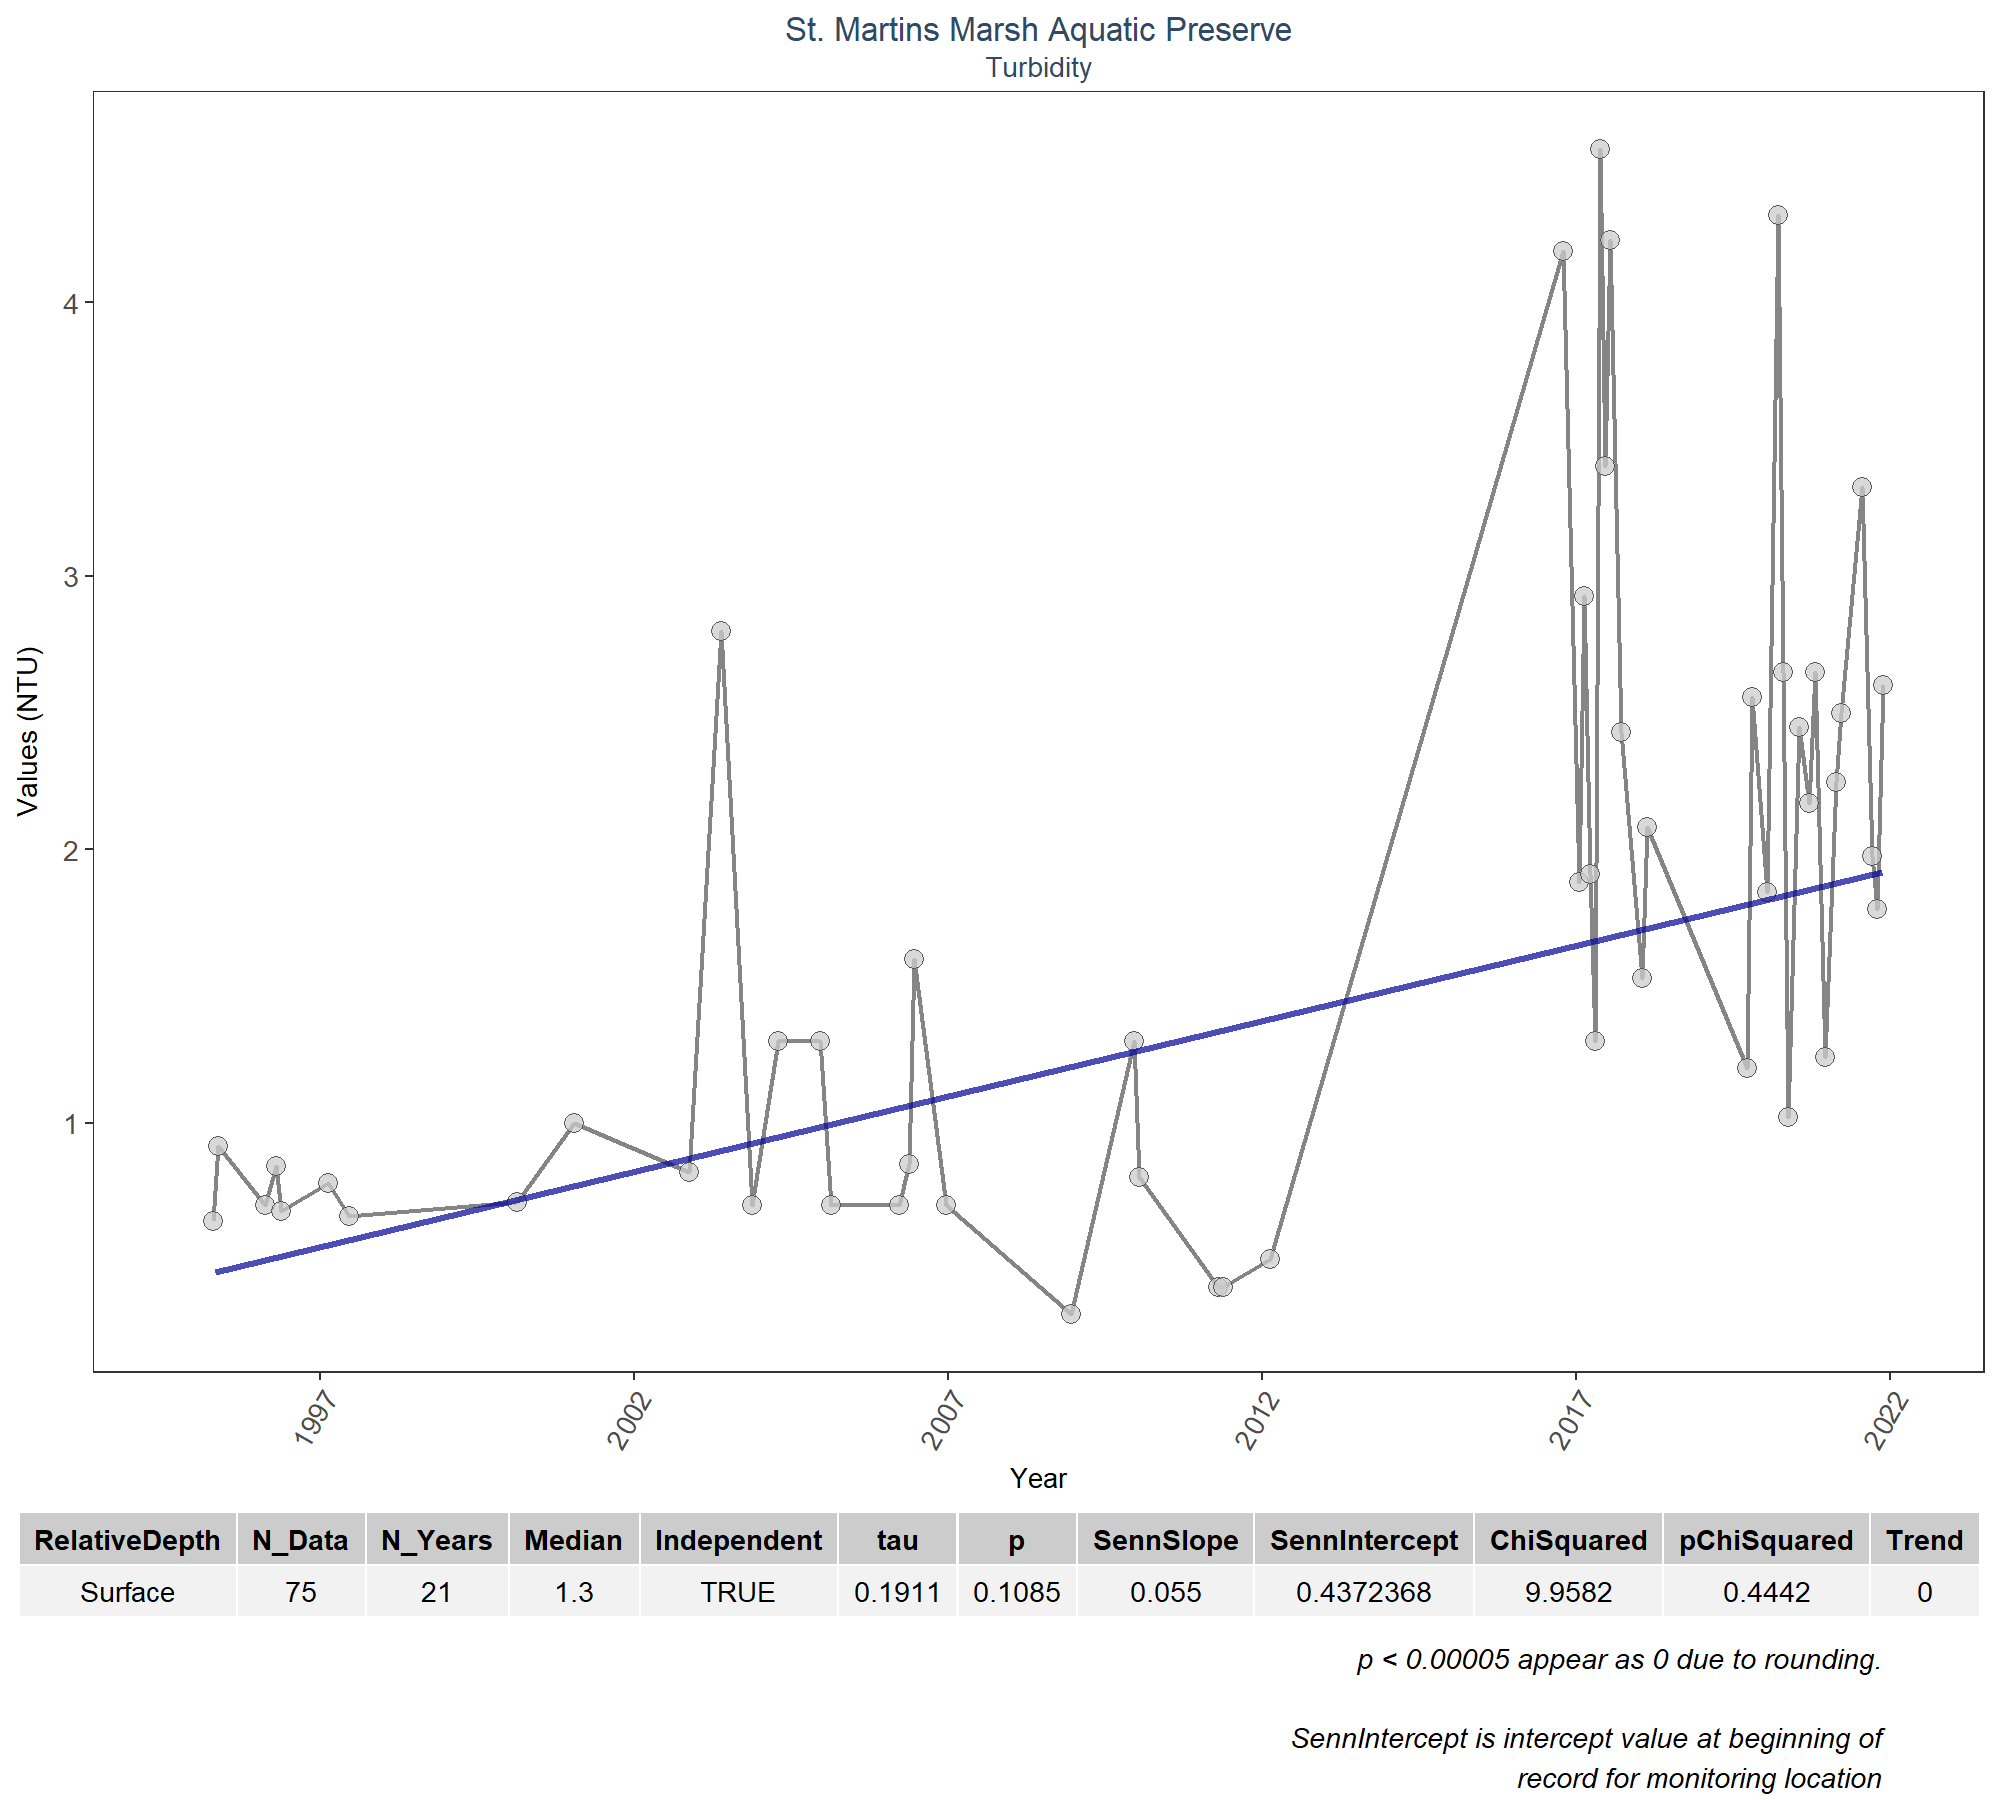 St. Martins Marsh Aquatic Preserve
Turbidity
Values (NTU)
4
3
2
1
1997 2002 2007 2012 2017 2022
Year
RelativeDepth N_Data N_Years Median Independent tau p SennSlope SennIntercept ChiSquared pChiSquared Trend
Surface 75 21 1.3 TRUE 0.1911 0.1085 0.055 0.4372368 9.9582 0.4442 0
p < 0.00005 appear as 0 due to rounding.
SennIntercept is intercept value at beginning of
record for monitoring location